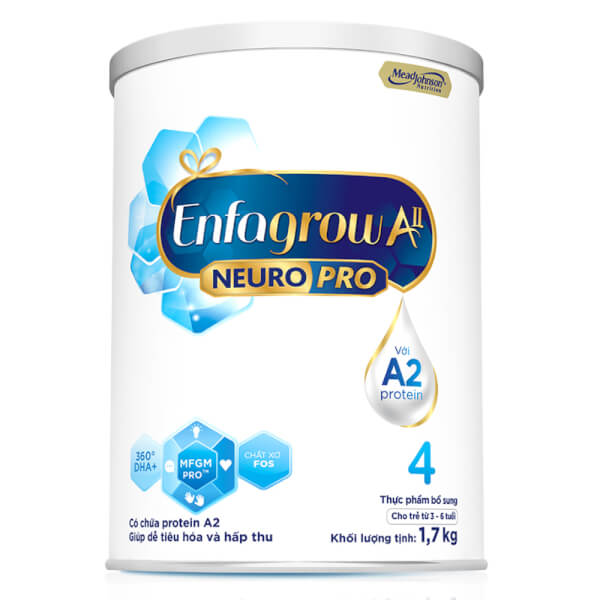 MeadJohnson
Nutrition
Enfagrow AII
NEURO PRO
Với
A2
protein
360°
DHA+
MFGM
PRO™
CHẤT XƠ
FOS
4
Thực phẩm bổ sung
Cho trẻ từ 3 - 6 tuổi
Có chứa protein A2
Giúp dễ tiêu hóa và hấp thu
Khối lượng tịnh: 1,7 kg